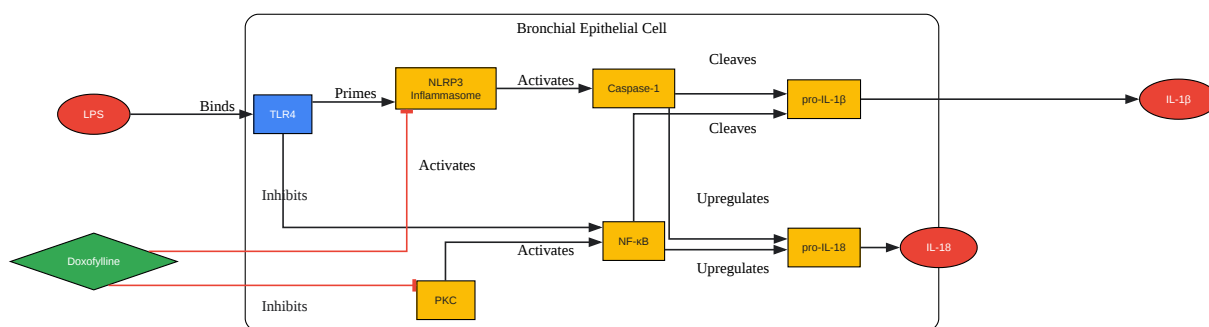 Bronchial Epithelial Cell
Cleaves
NLRP3
Inflammasome
Activates
Caspase-1
Primes
pro-IL-1β
IL-1β
Binds
LPS
TLR4
Cleaves
Activates
Inhibits
Upregulates
NF-κB
pro-IL-18
IL-18
Activates
Doxofylline
Upregulates
PKC
Inhibits